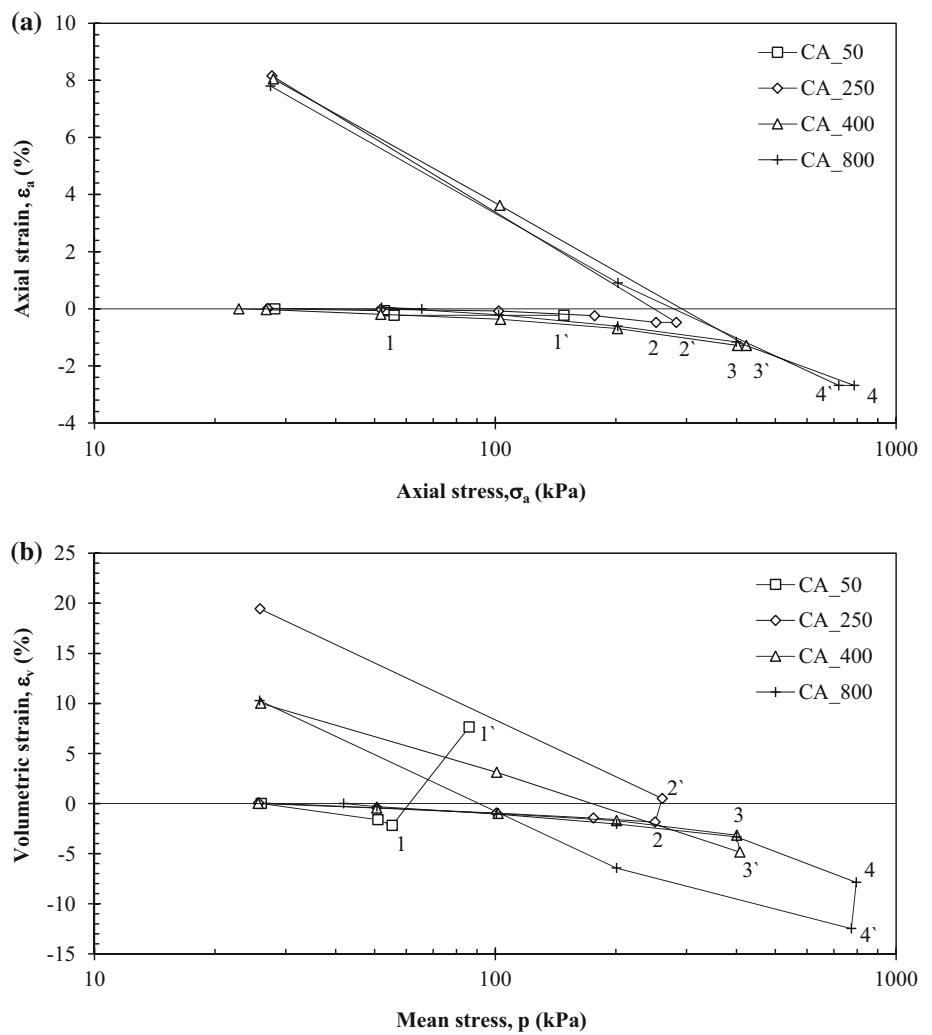 (a)
10
8
6
4
2
0
-2
-4
Axial strain, εa (%)
CA_50
CA_250
CA_400
CA_800
1
1`
2
2`
3
3`
4`
4
10
100
1000
Axial stress,σa (kPa)
(b)
25
20
15
10
5
0
-5
-10
-15
Volumetric strain, εv (%)
CA_50
CA_250
CA_400
CA_800
1`
1
2`
2
3
3`
4
4`
10
100
1000
Mean stress, p (kPa)